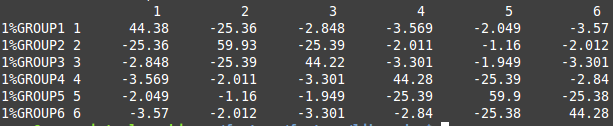 1 2 3 4 5 6
1%GROUP1 1 44.38 -25.36 -2.848 -3.569 -2.049 -3.57
1%GROUP2 2 -25.36 59.93 -25.39 -2.011 -1.16 -2.012
1%GROUP3 3 -2.848 -25.39 44.22 -3.301 -1.949 -3.301
1%GROUP4 4 -3.569 -2.011 -3.301 44.28 -25.39 -2.84
1%GROUP5 5 -2.049 -1.16 -1.949 -25.39 59.9 -25.38
1%GROUP6 6 -3.57 -2.012 -3.301 -2.84 -25.38 44.28